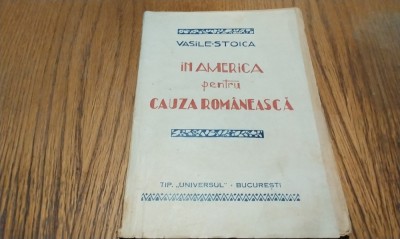 VASILE-STOICA
IN AMERICA
pentru
CAUZA ROMÂNEASCĂ
TIP. „UNIVERSUL" · BUCUREȘTI